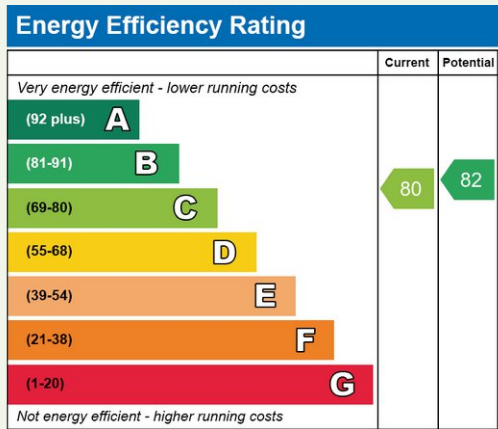 Energy Efficiency Rating
Current Potential
Very energy efficient - lower running costs
(92 plus) A
(81-91) B
(69-80) C
(55-68) D
(39-54) E
(21-38) F
(1-20) G
80
82
Not energy efficient - higher running costs